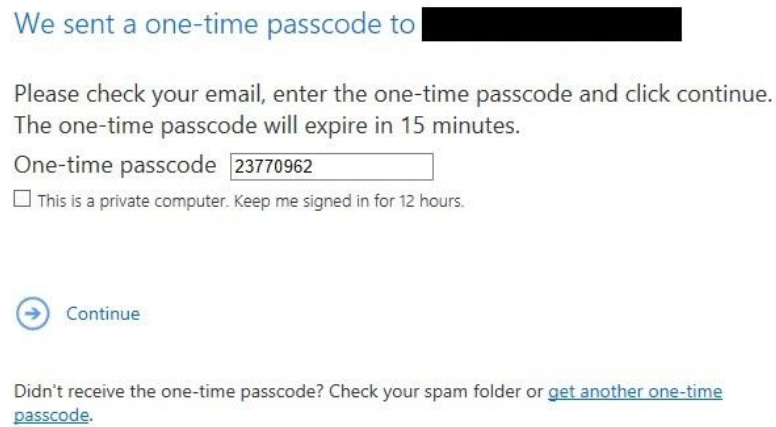 We sent a one-time passcode to
Please check your email, enter the one-time passcode and click continue.
The one-time passcode will expire in 15 minutes.
One-time passcode 23770962
This is a private computer. Keep me signed in for 12 hours.
Continue
Didn't receive the one-time passcode? Check your spam folder or get another one-time
passcode.